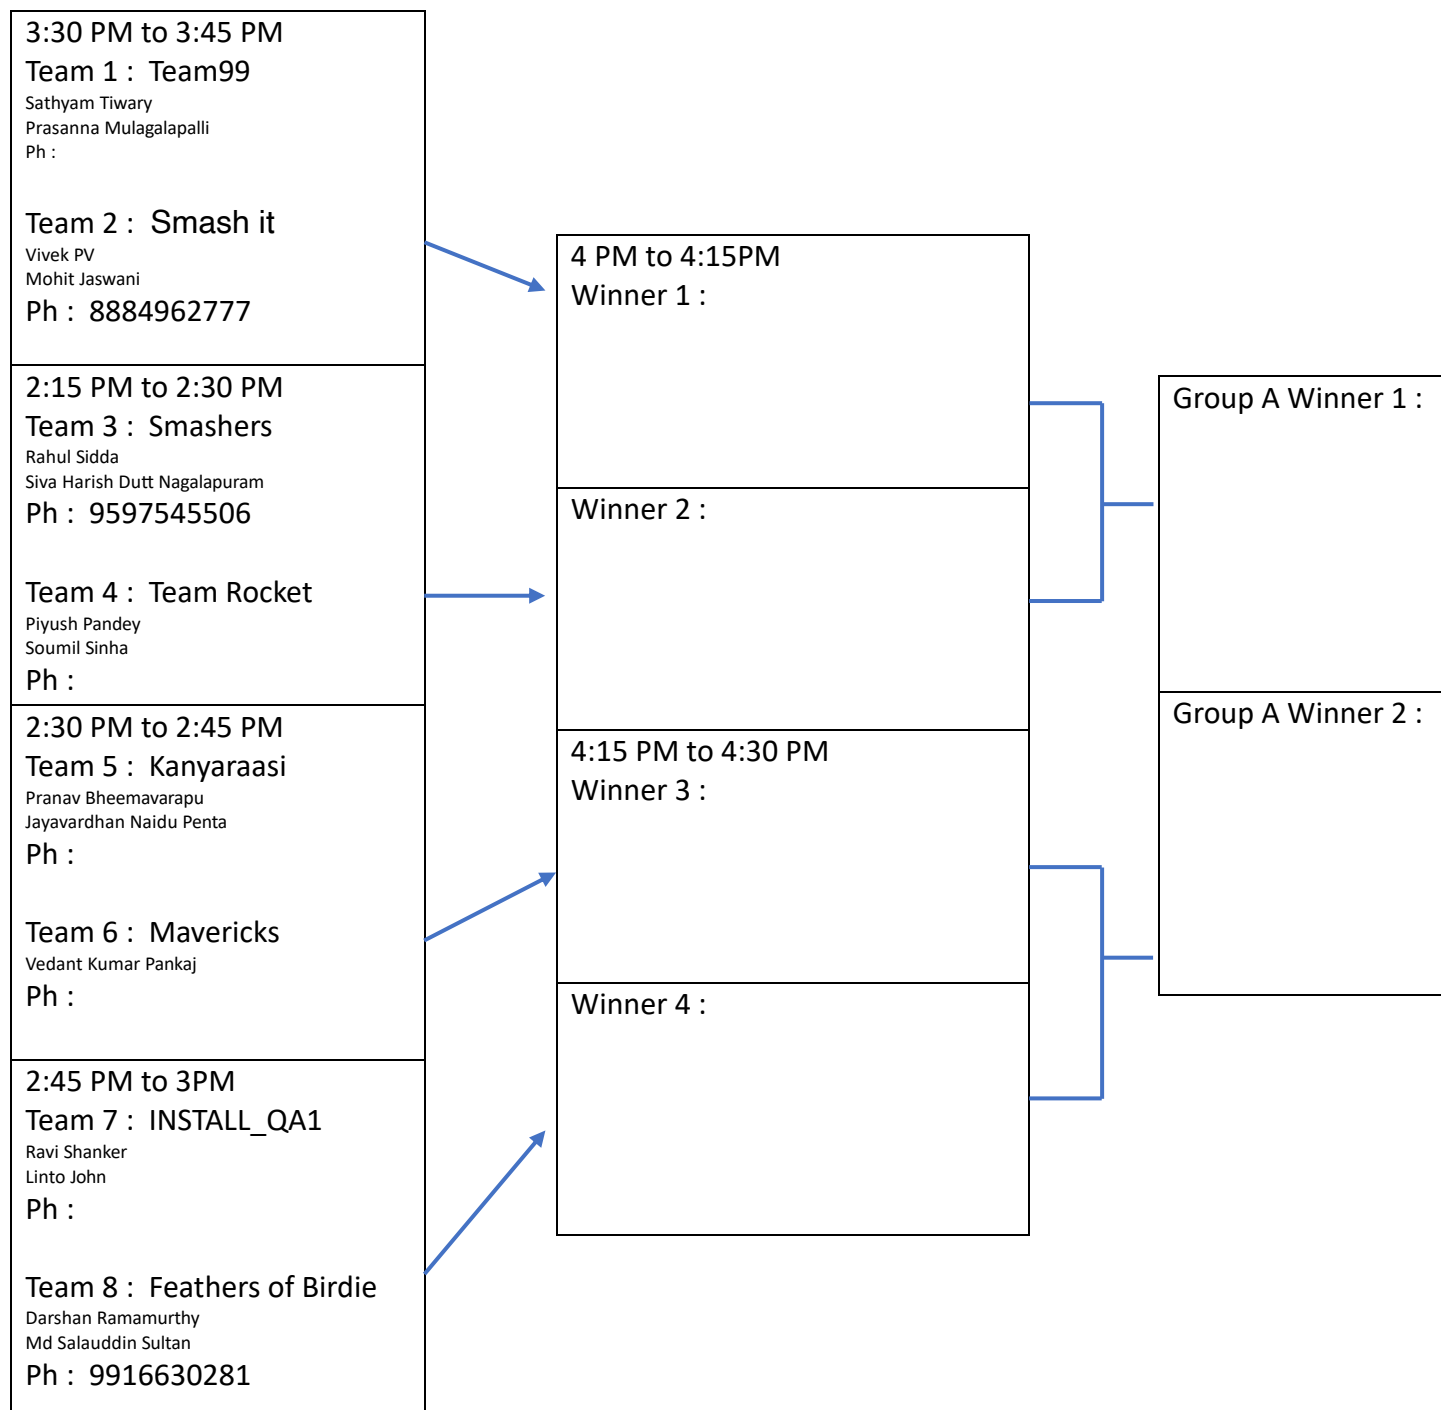 3:30 PM to 3:45 PM
Team 1 : Team99
Sathyam Tiwary
Prasanna Mulagalapalli
Ph :
Team 2 : Smash it
Vivek PV
Mohit Jaswani
Ph : 8884962777
2:15 PM to 2:30 PM
Team 3 : Smashers
Rahul Sidda
Siva Harish Dutt Nagalapuram
Ph : 9597545506
Team 4 : Team Rocket
Piyush Pandey
Soumil Sinha
Ph :
2:30 PM to 2:45 PM
Team 5 : Kanyaraasi
Pranav Bheemavarapu
Jayavardhan Naidu Penta
Ph :
Team 6 : Mavericks
Vedant Kumar Pankaj
Ph :
2:45 PM to 3PM
Team 7 : INSTALL_QA1
Ravi Shanker
Linto John
Ph :
Team 8 : Feathers of Birdie
Darshan Ramamurthy
Md Salauddin Sultan
Ph : 9916630281
4 PM to 4:15PM
Winner 1 :
Winner 2 :
4:15 PM to 4:30 PM
Winner 3 :
Winner 4 :
Group A Winner 1 :
Group A Winner 2 :